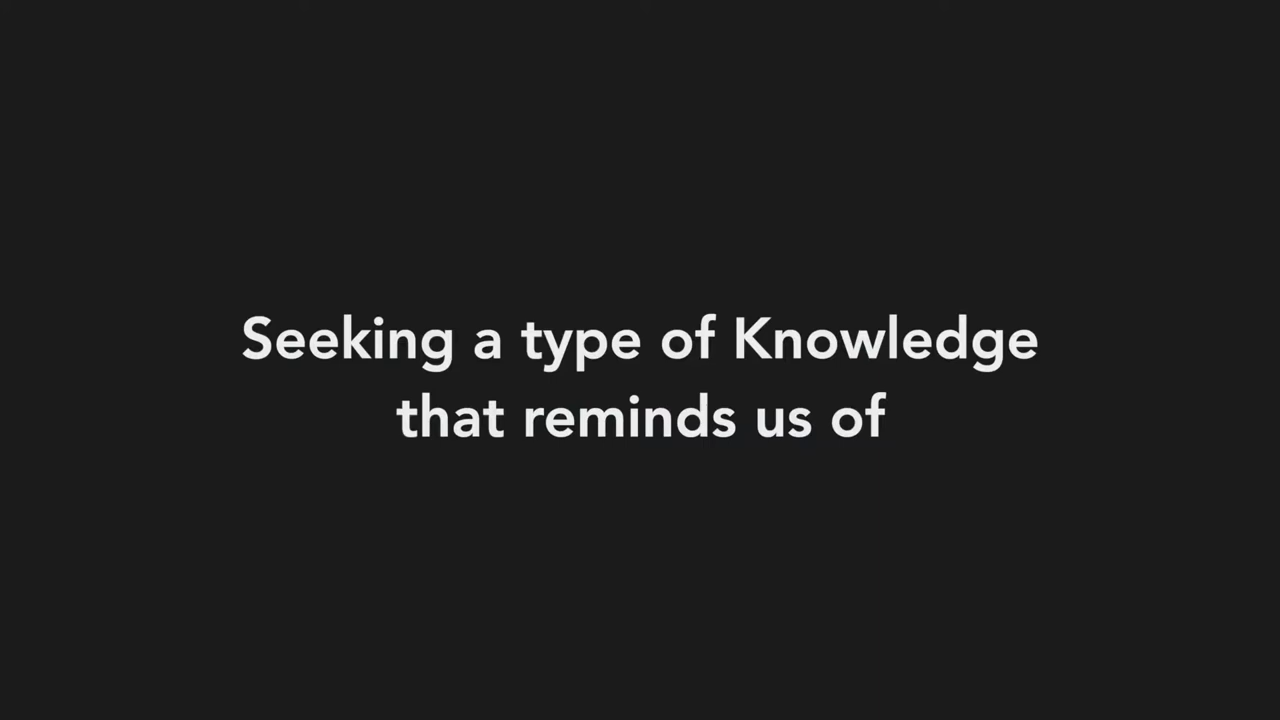 Seeking a type of Knowledge
that reminds us of